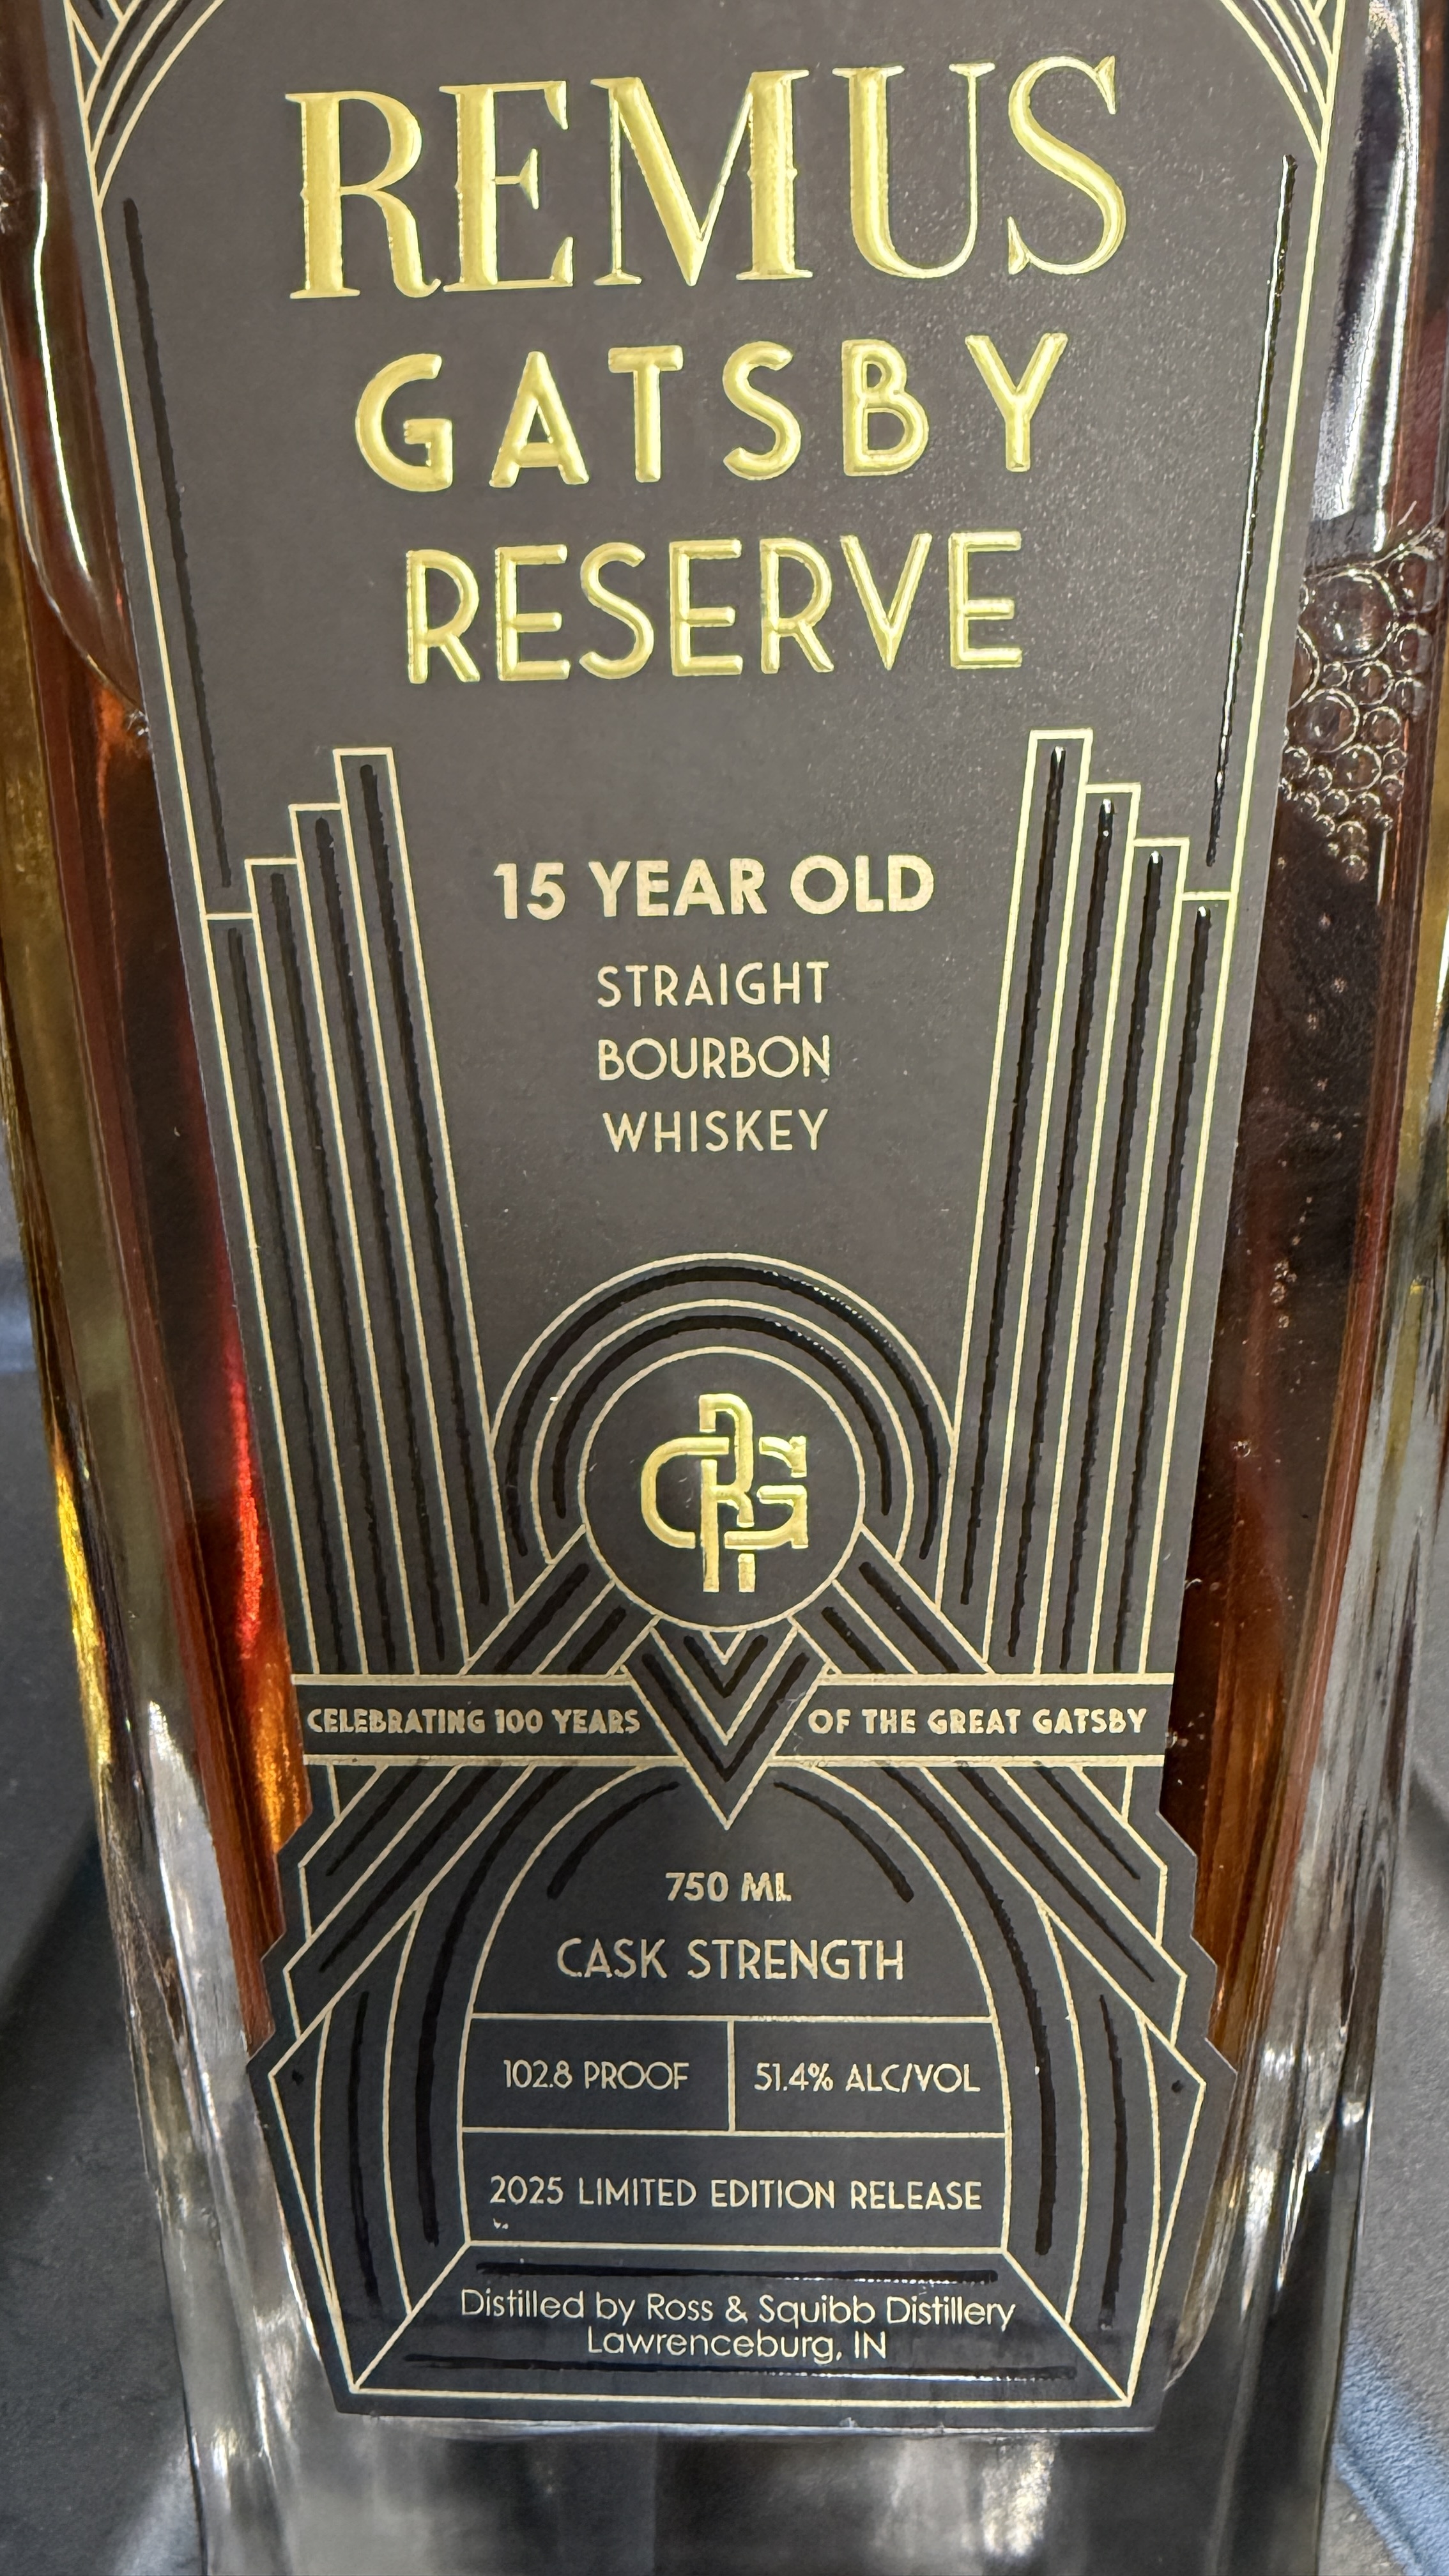 REMUS
GATSBY
RESERVE
15 YEAR OLD
STRAIGHT
BOURBON
WHISKEY
CELEBRATING 100 YEARS OF THE GREAT GATSBY
750 ML
CASK STRENGTH
102.8 PROOF 51.4% ALC/VOL
2025 LIMITED EDITION RELEASE
Distilled by Ross & Squibb Distillery
Lawrenceburg, IN